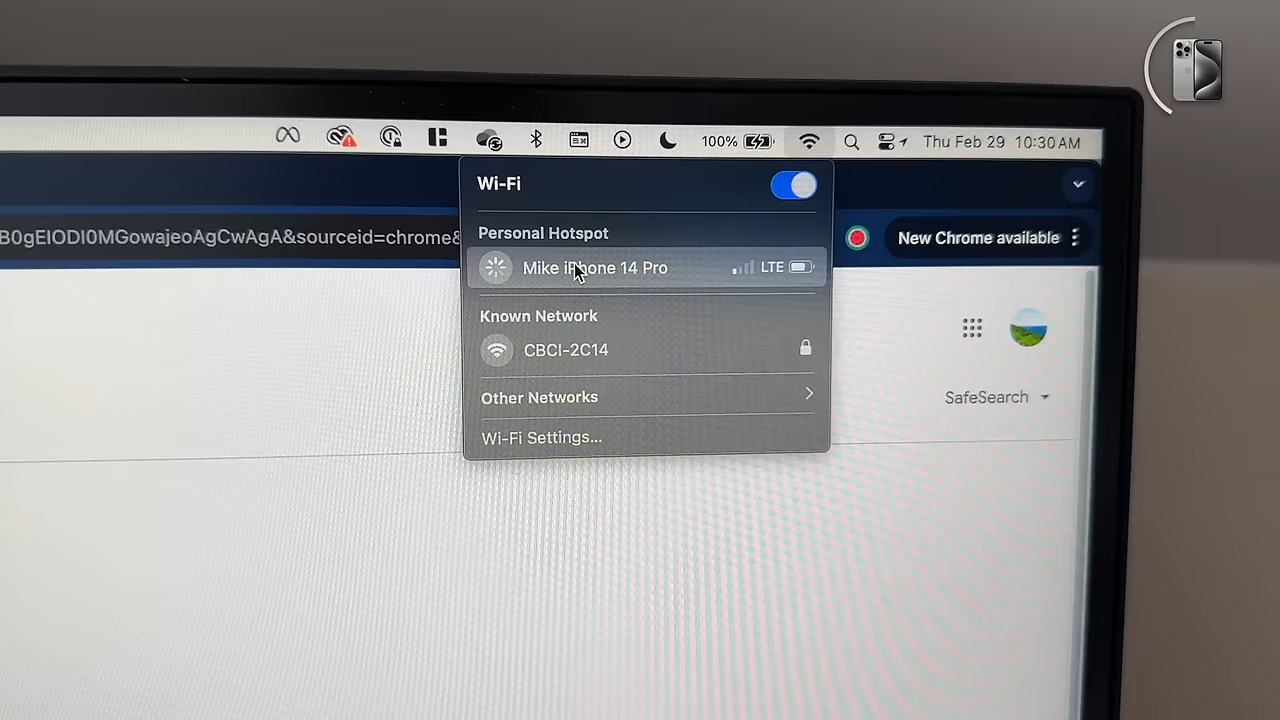 100% Thu Feb 29 10:30 AM
Wi-Fi
B0gEIODI0MGowajeoAgCwAgA&sourceid=chrome&
New Chrome available
Personal Hotspot
Mike iPhone 14 Pro LTE
Known Network
CBCI-2C14
SafeSearch
Other Networks
Wi-Fi Settings...